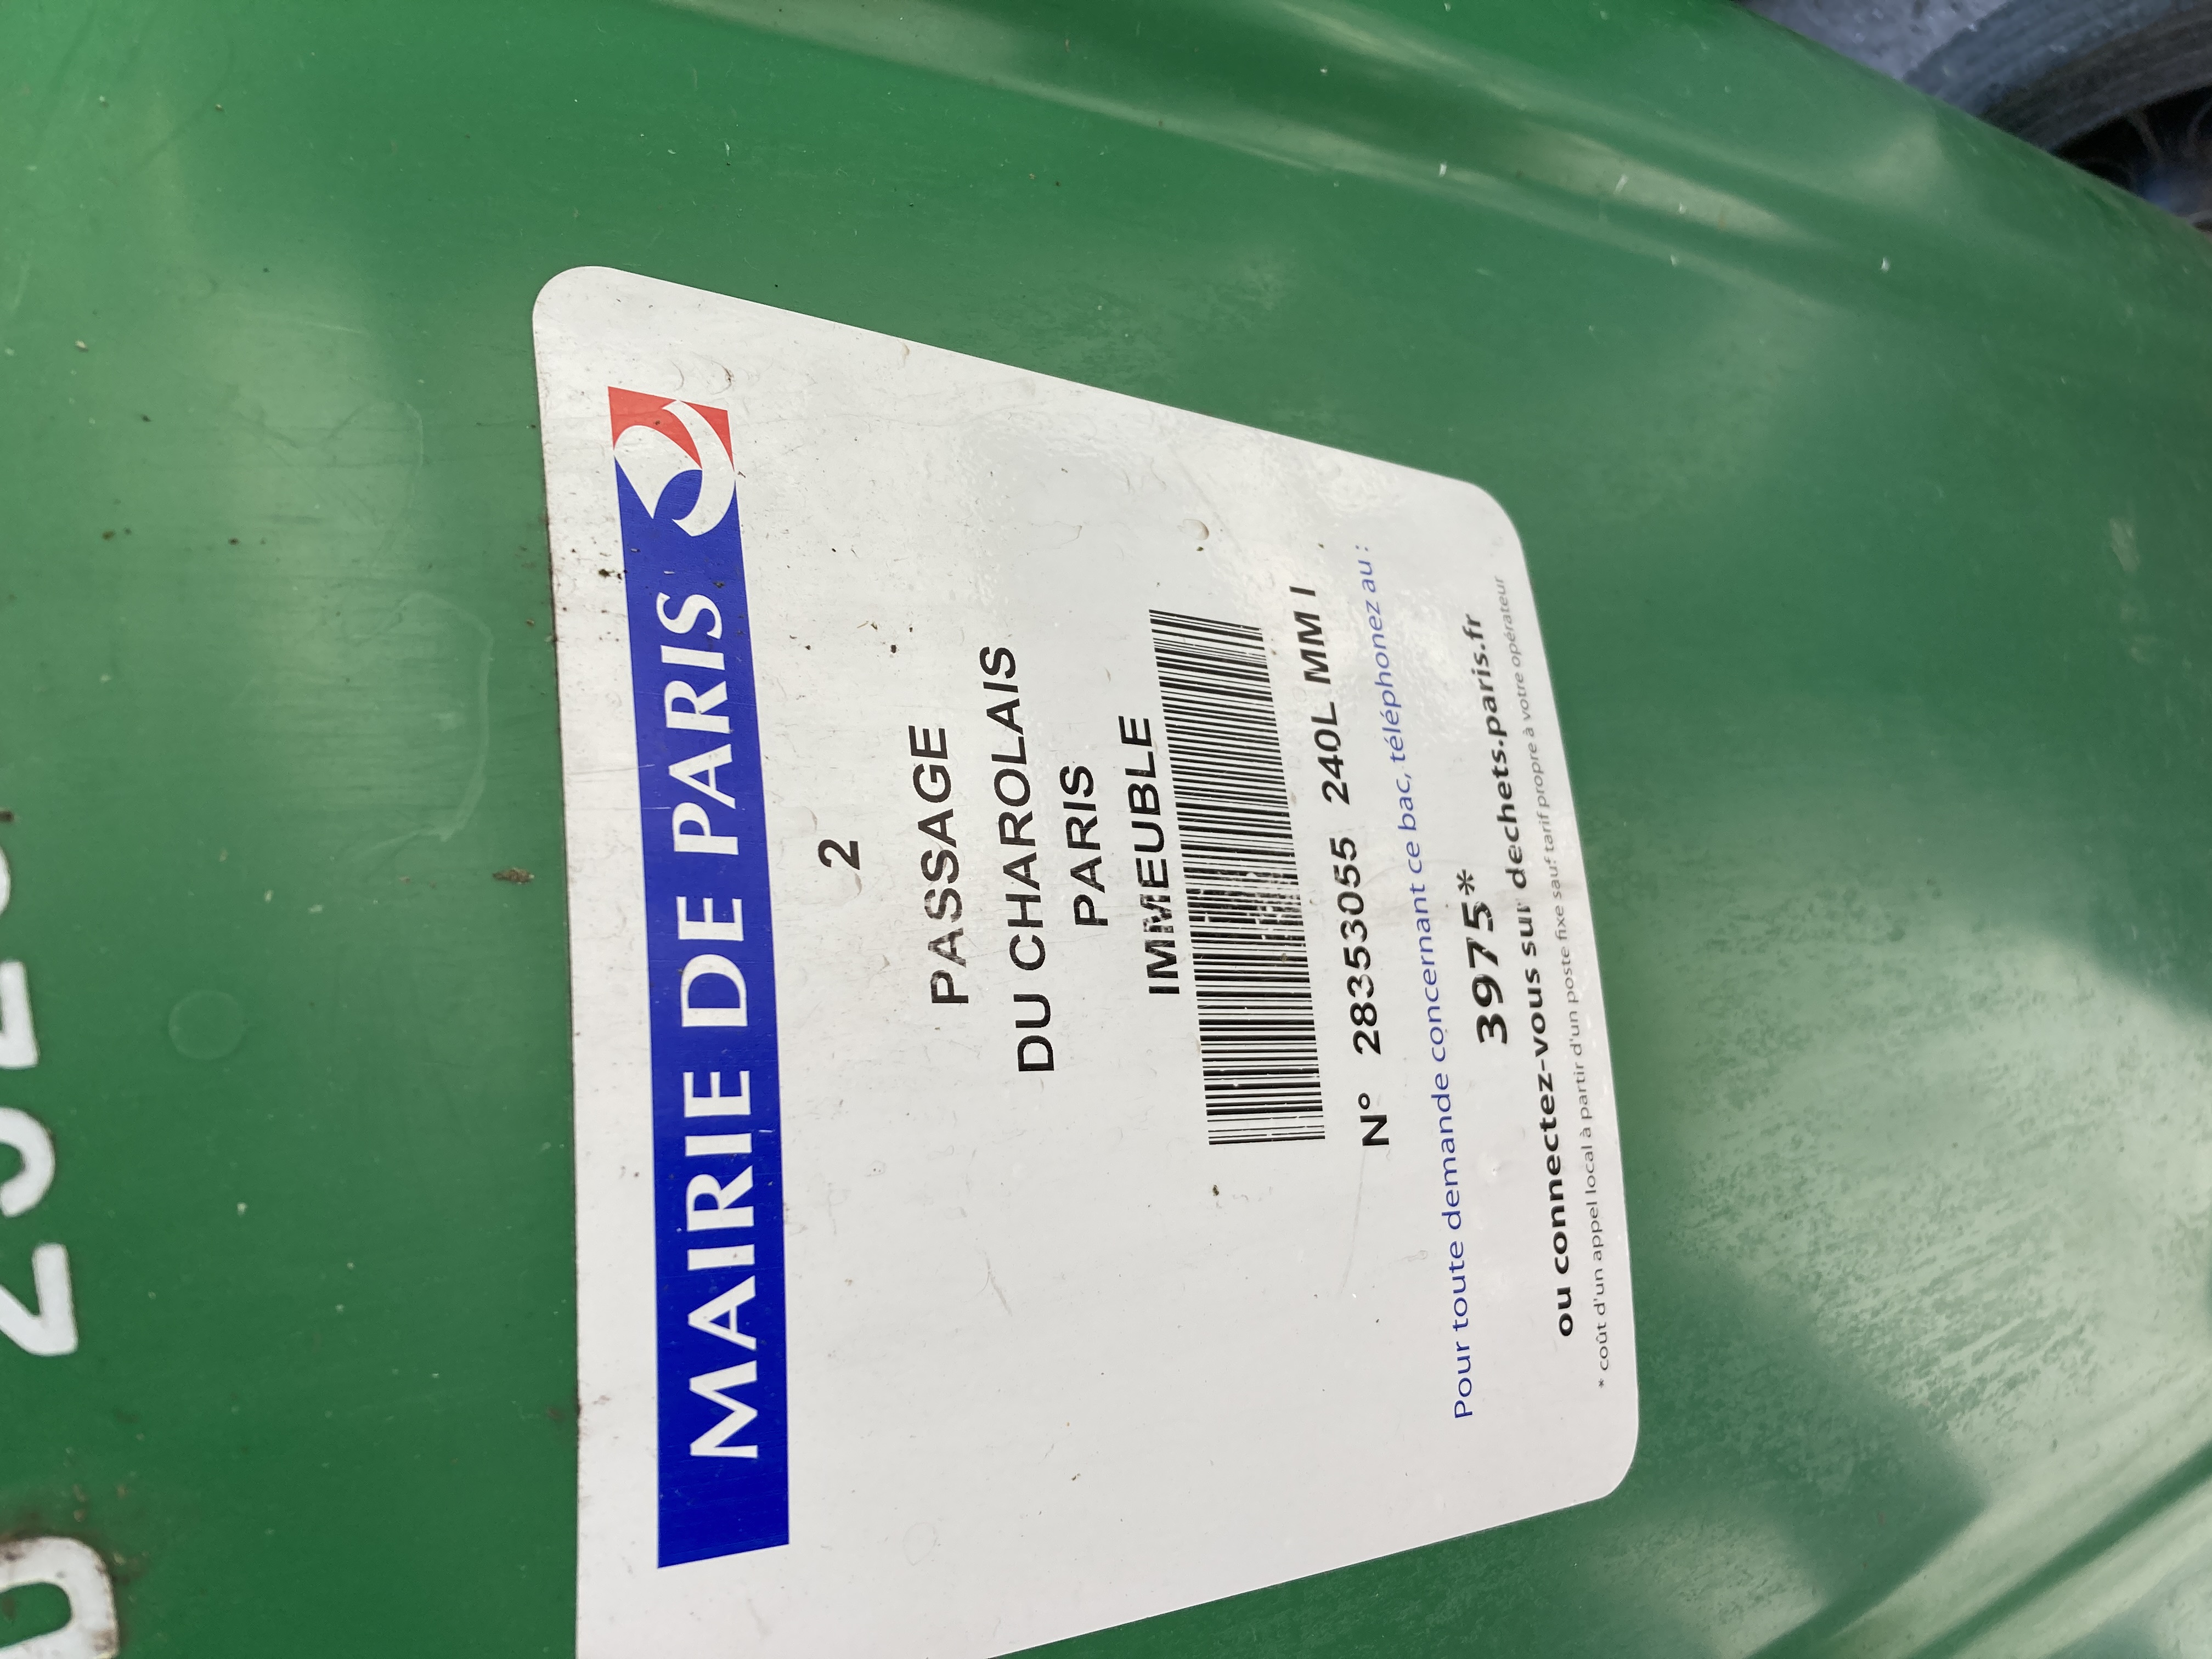 MAIRIE DE PARIS
2
PASSAGE
DU CHAROLAIS
PARIS
IMMEUBLE
N° 28353055 240L MM I
Pour toute demande concernant ce bac, téléphonez au :
3975*
ou connectez-vous sur dechets.paris.fr
* coût d'un appel local à partir d'un poste fixe sauf tarif propre à votre opérateur